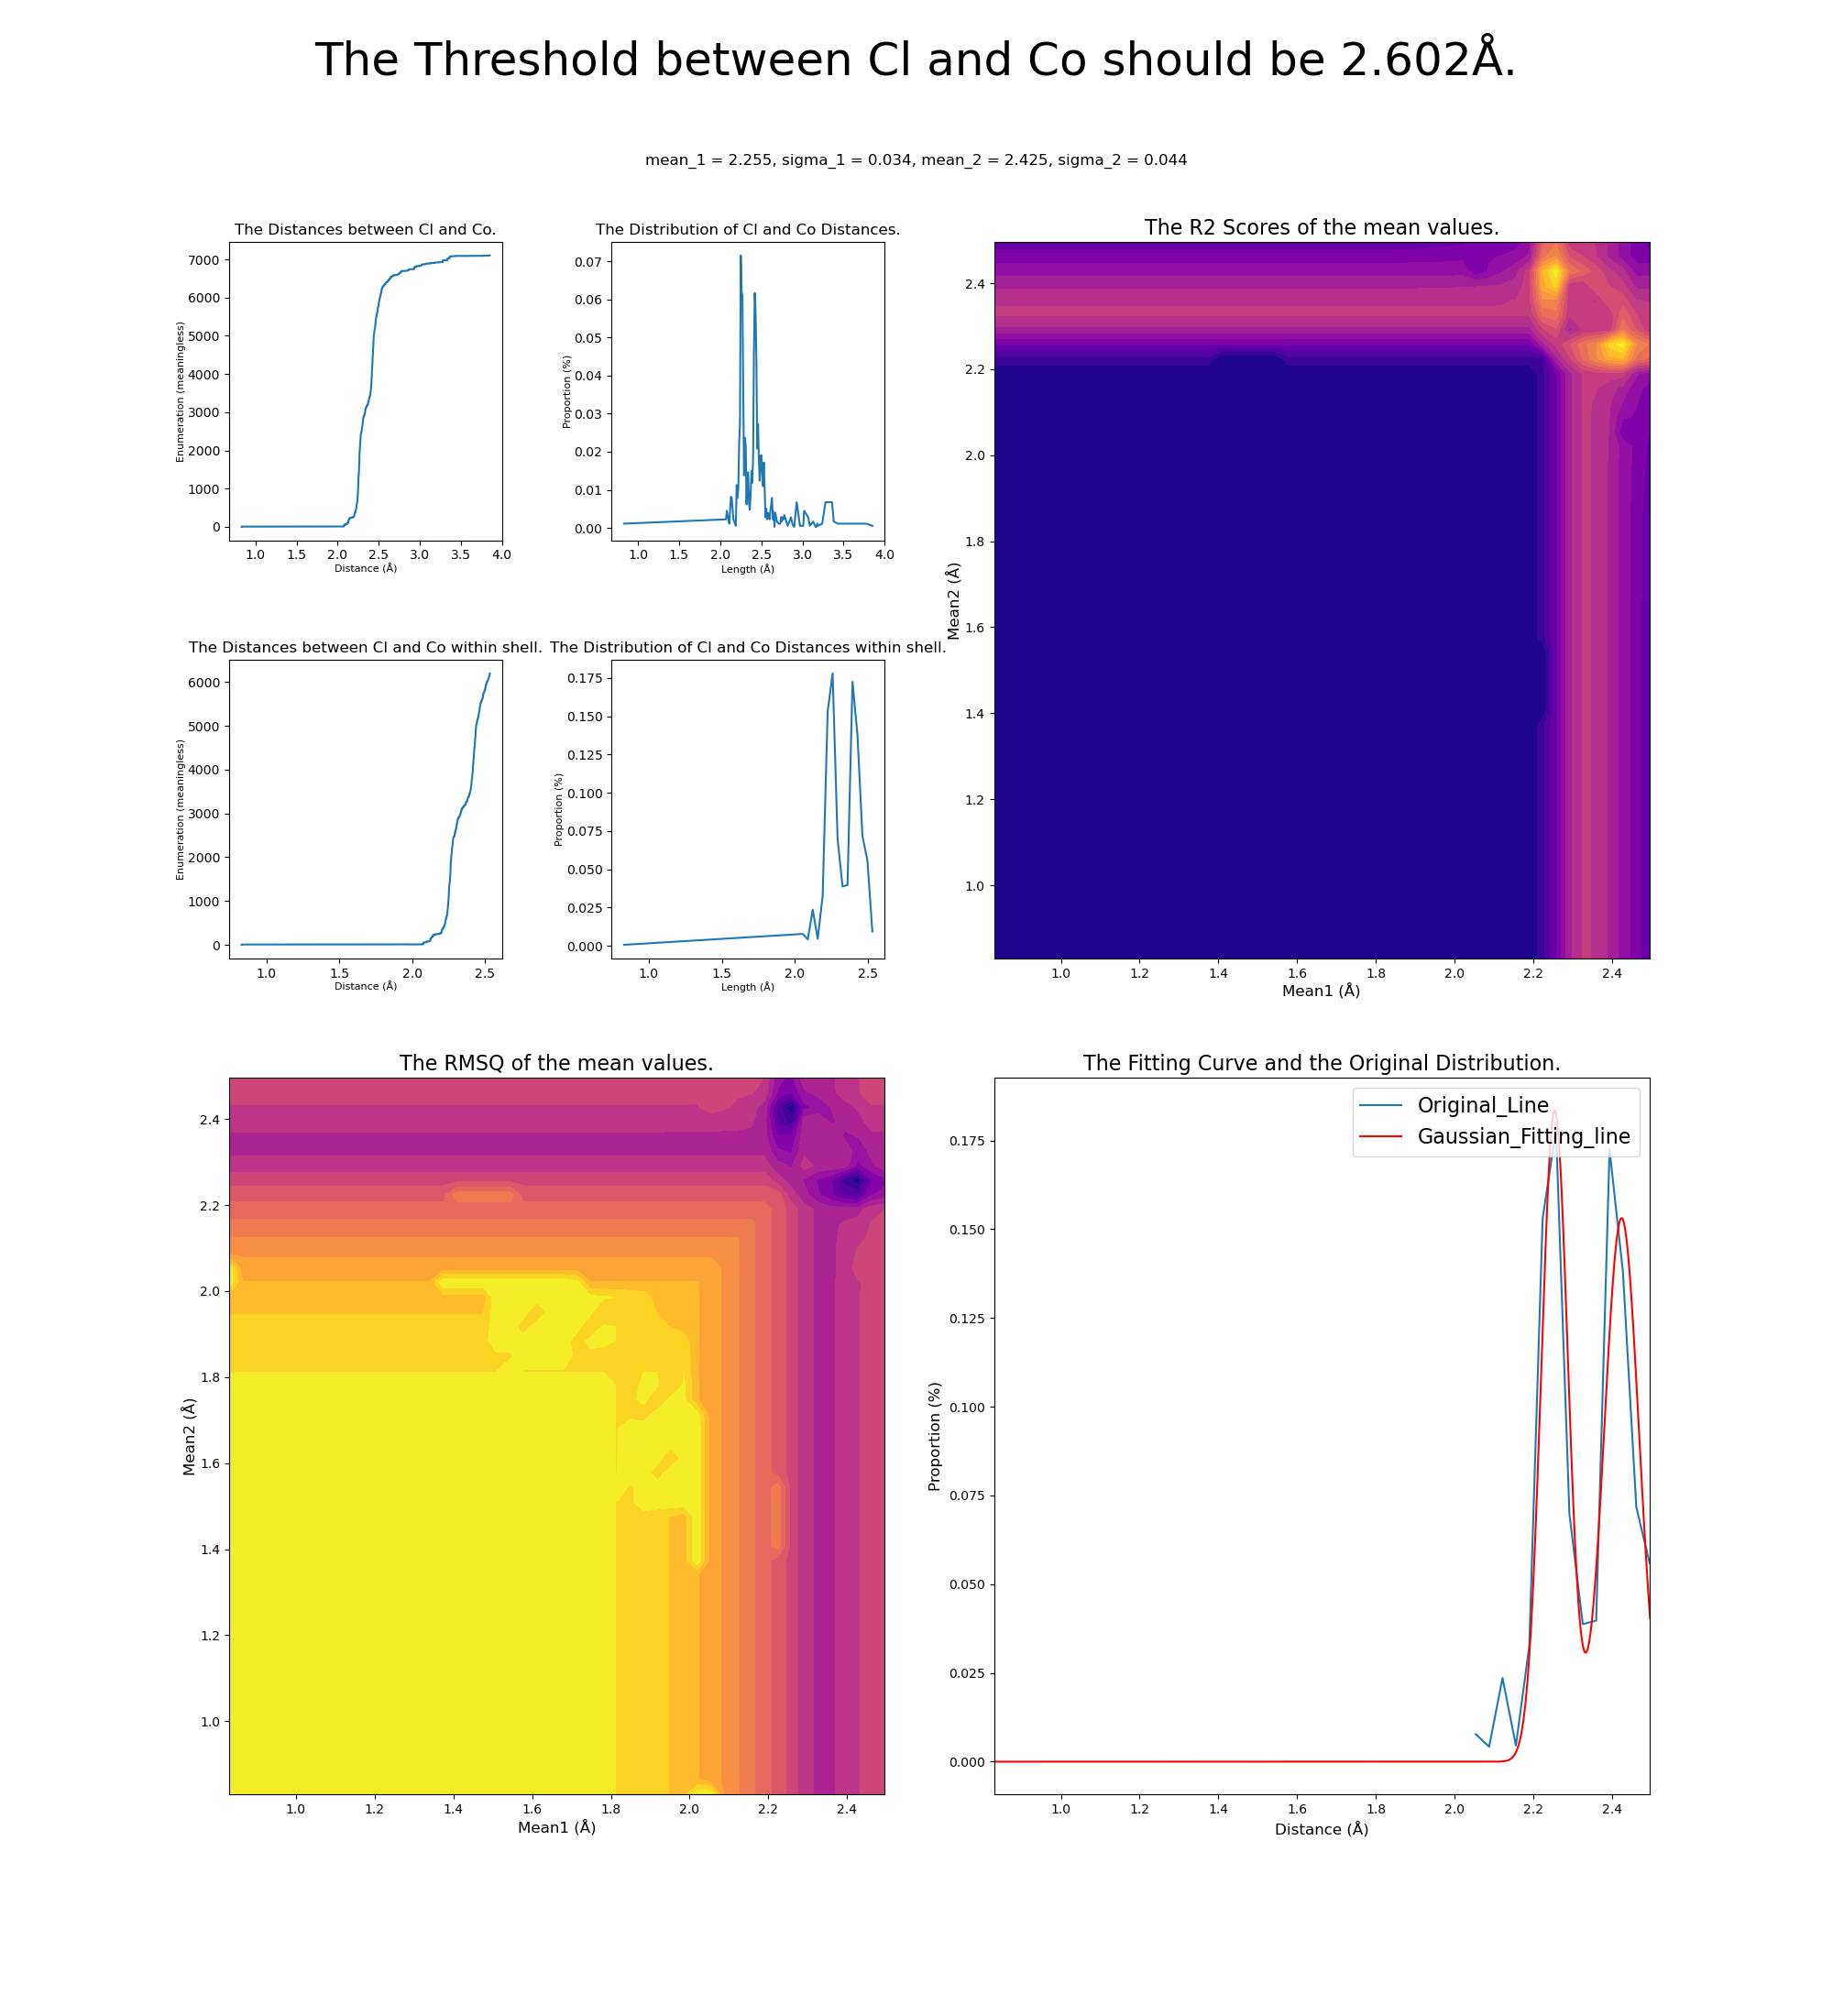 The Threshold between Cl and Co should be 2.602Å.
mean_1 = 2.255, sigma_1 = 0.034, mean_2 = 2.425, sigma_2 = 0.044
The Distances between Cl and Co.
Enumeration (meaningless)
7000
6000
5000
4000
3000
2000
1000
0
1.0 1.5 2.0 2.5 3.0 3.5 4.0
Distance (Å)
The Distribution of Cl and Co Distances.
Proportion (%)
0.07
0.06
0.05
0.04
0.03
0.02
0.01
0.00
1.0 1.5 2.0 2.5 3.0 3.5 4.0
Length (Å)
The R2 Scores of the mean values.
Mean2 (Å)
2.4
2.2
2.0
1.8
1.6
1.4
1.2
1.0
1.0 1.2 1.4 1.6 1.8 2.0 2.2 2.4
Mean1 (Å)
The Distances between Cl and Co within shell.
Enumeration (meaningless)
6000
5000
4000
3000
2000
1000
0
1.0 1.5 2.0 2.5
Distance (Å)
The Distribution of Cl and Co Distances within shell.
Proportion (%)
0.175
0.150
0.125
0.100
0.075
0.050
0.025
0.000
1.0 1.5 2.0 2.5
Length (Å)
The RMSQ of the mean values.
Mean2 (Å)
2.4
2.2
2.0
1.8
1.6
1.4
1.2
1.0
1.0 1.2 1.4 1.6 1.8 2.0 2.2 2.4
Mean1 (Å)
The Fitting Curve and the Original Distribution.
Original_Line
Gaussian_Fitting_line
Proportion (%)
0.175
0.150
0.125
0.100
0.075
0.050
0.025
0.000
1.0 1.2 1.4 1.6 1.8 2.0 2.2 2.4
Distance (Å)